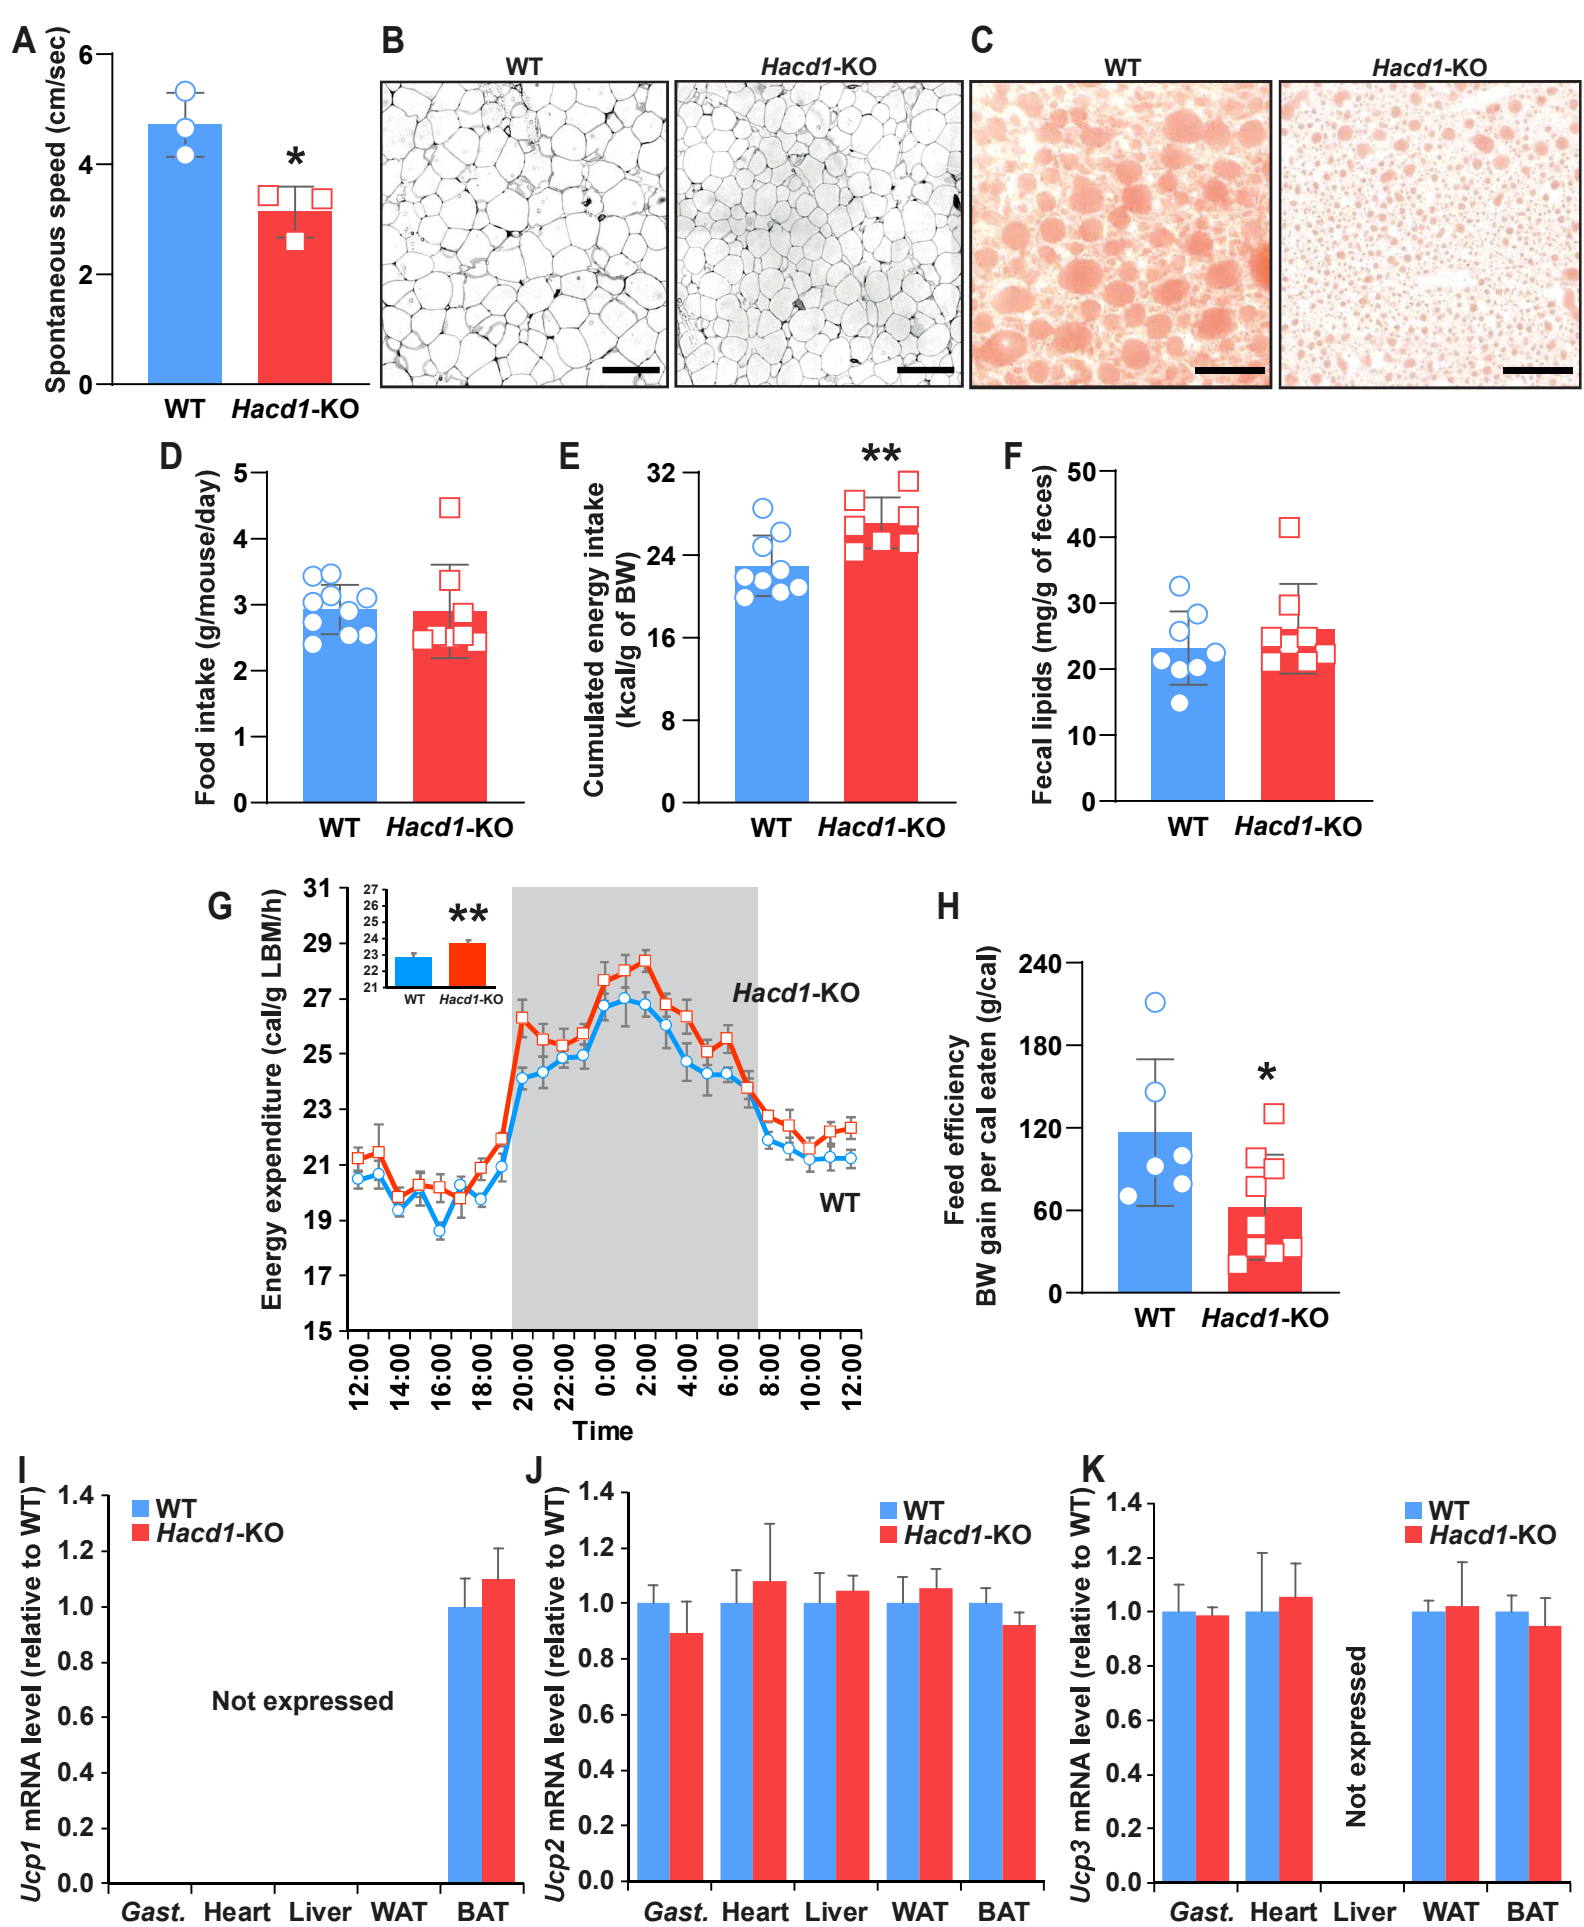 A
Spontaneous speed (cm/sec)
6
4
2
0
WT
Hacd1-KO
*
B
WT
Hacd1-KO
C
WT
Hacd1-KO
D
Food intake (g/mouse/day)
5
4
3
2
1
0
WT
Hacd1-KO
E
Cumulated energy intake
(kcal/g of BW)
32
24
16
8
0
**
WT
Hacd1-KO
F
Fecal lipids (mg/g of feces)
50
40
30
20
10
0
WT
Hacd1-KO
G
Energy expenditure (cal/g LBM/h)
31
29
27
25
23
21
19
17
15
27
26
25
24
23
22
21
**
WT
Hacd1-KO
Hacd1-KO
WT
12:00
14:00
16:00
18:00
20:00
22:00
0:00
2:00
4:00
6:00
8:00
10:00
12:00
Time
H
Feed efficiency
BW gain per cal eaten (g/cal)
240
180
120
60
0
*
WT
Hacd1-KO
I
Ucp1 mRNA level (relative to WT)
1.4
1.2
1.0
0.8
0.6
0.4
0.2
0.0
WT
Hacd1-KO
Not expressed
Gast.
Heart
Liver
WAT
BAT
J
Ucp2 mRNA level (relative to WT)
1.4
1.2
1.0
0.8
0.6
0.4
0.2
0.0
WT
Hacd1-KO
Gast.
Heart
Liver
WAT
BAT
K
Ucp3 mRNA level (relative to WT)
1.4
1.2
1.0
0.8
0.6
0.4
0.2
0.0
WT
Hacd1-KO
Not expressed
Gast.
Heart
Liver
WAT
BAT